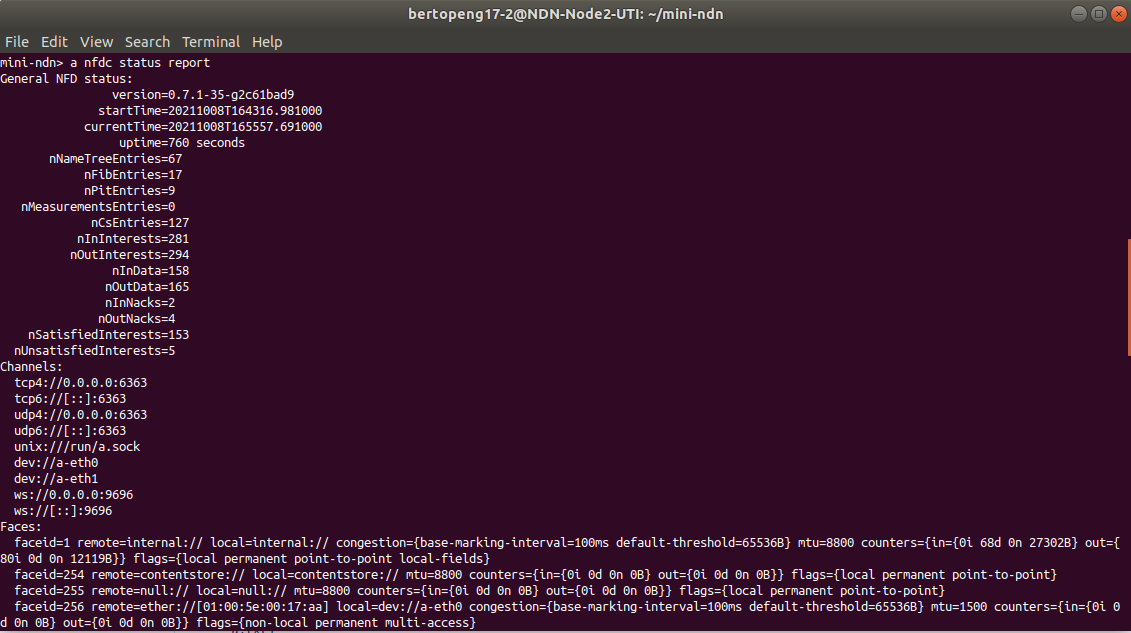 bertopeng17-2@NDN-Node2-UTI: ~/mini-ndn
File Edit View Search Terminal Help
mini-ndn> a nfdc status report
General NFD status:
version=0.7.1-35-g2c61bad9
startTime=20211008T164316.981000
currentTime=20211008T165557.691000
uptime=760 seconds
nNameTreeEntries=67
nFibEntries=17
nPitEntries=9
nMeasurementsEntries=0
nCsEntries=127
nInInterests=281
nOutInterests=294
nInData=158
nOutData=165
nInNacks=2
nOutNacks=4
nSatisfiedInterests=153
nUnsatisfiedInterests=5
Channels:
tcp4://0.0.0.0:6363
tcp6://[::]:6363
udp4://0.0.0.0:6363
udp6://[::]:6363
unix:///run/a.sock
dev://a-eth0
dev://a-eth1
ws://0.0.0.0:9696
ws://[::]:9696
Faces:
faceid=1 remote=internal:// local=internal:// congestion={base-marking-interval=100ms default-threshold=65536B} mtu=8800 counters={in={0i 68d 0n 27302B} out={
80i 0d 0n 12119B}} flags={local permanent point-to-point local-fields}
faceid=254 remote=contentstore:// local=contentstore:// mtu=8800 counters={in={0i 0d 0n 0B} out={0i 0d 0n 0B}} flags={local permanent point-to-point}
faceid=255 remote=null:// local=null:// mtu=8800 counters={in={0i 0d 0n 0B} out={0i 0d 0n 0B}} flags={local permanent point-to-point}
faceid=256 remote=ether://[01:00:5e:00:17:aa] local=dev://a-eth0 congestion={base-marking-interval=100ms default-threshold=65536B} mtu=1500 counters={in={0i 0
d 0n 0B} out={0i 0d 0n 0B}} flags={non-local permanent multi-access}